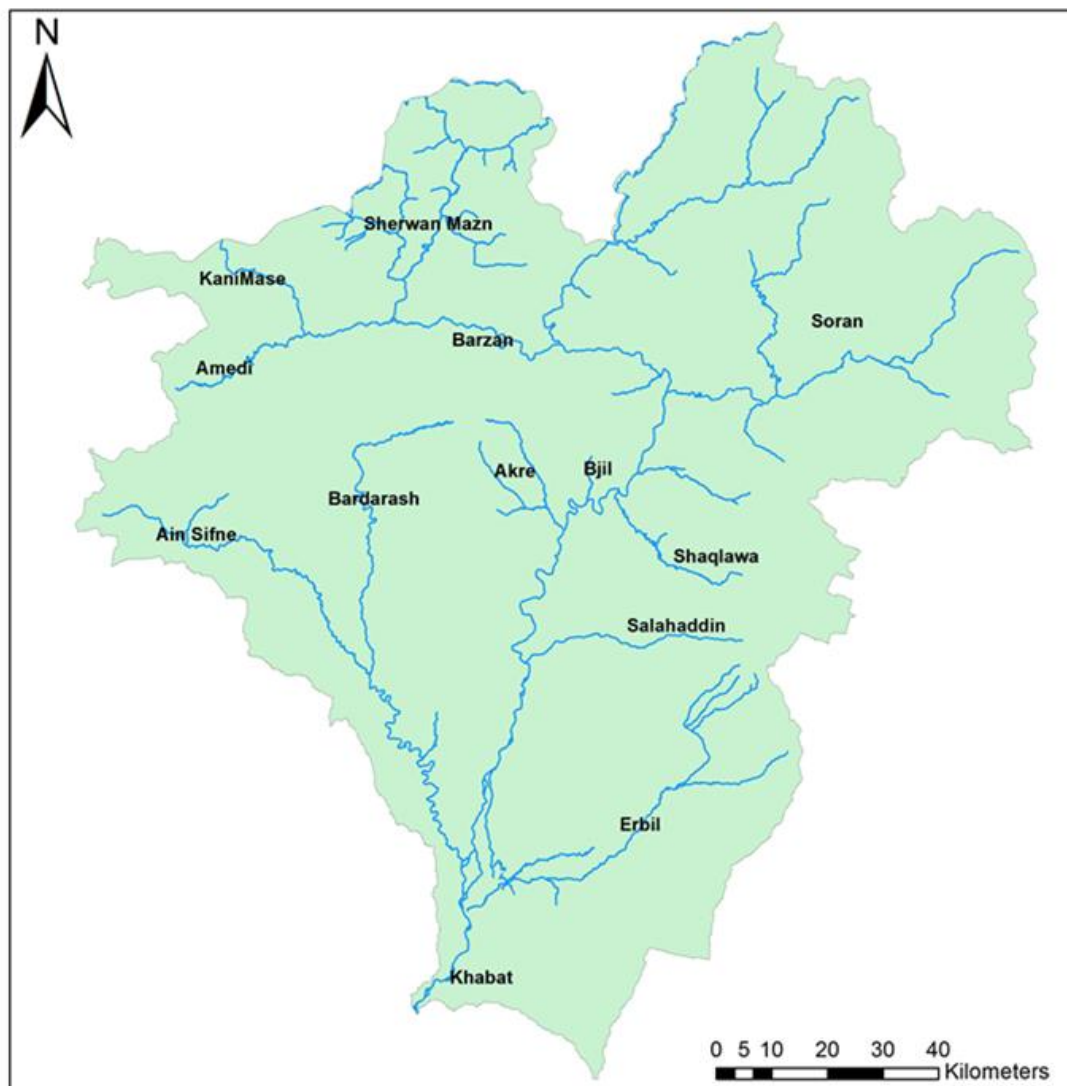 N
Sherwan Mazn
KaniMase
Soran
Barzan
Amedi
Akre
Bjil
Bardarash
Ain Sifne
Shaqlawa
Salahaddin
Erbil
Khabat
0 5 10 20 30 40
Kilometers